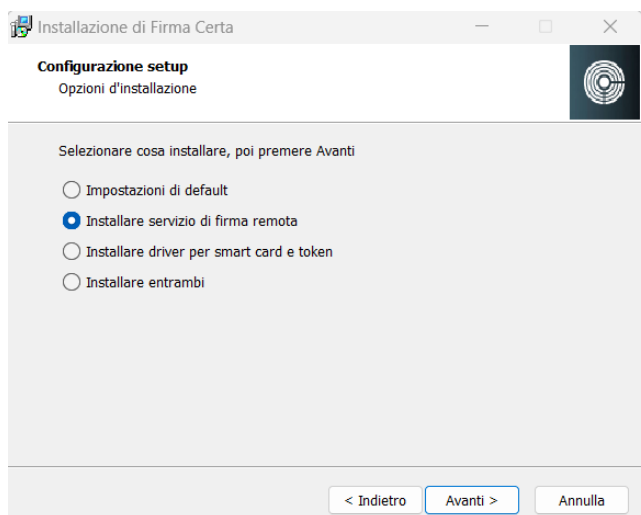 Installazione di Firma Certa
Configurazione setup
Opzioni d'installazione
Selezionare cosa installare, poi premere Avanti
Impostazioni di default
Installare servizio di firma remota
Installare driver per smart card e token
Installare entrambi
< Indietro
Avanti >
Annulla